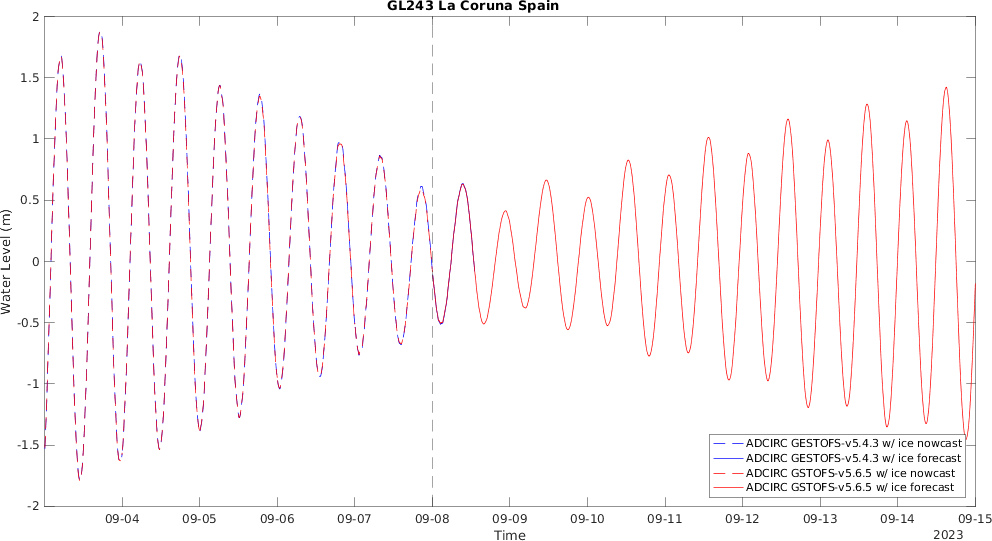 GL243 La Coruna Spain
Water Level (m)
2
1.5
1
0.5
0
-0.5
-1
-1.5
-2
09-04 09-05 09-06 09-07 09-08 09-09 09-10 09-11 09-12 09-13 09-14 09-15
Time
2023
ADCIRC GESTOFS-v5.4.3 w/ ice nowcast
ADCIRC GESTOFS-v5.4.3 w/ ice forecast
ADCIRC GSTOFS-v5.6.5 w/ ice nowcast
ADCIRC GSTOFS-v5.6.5 w/ ice forecast